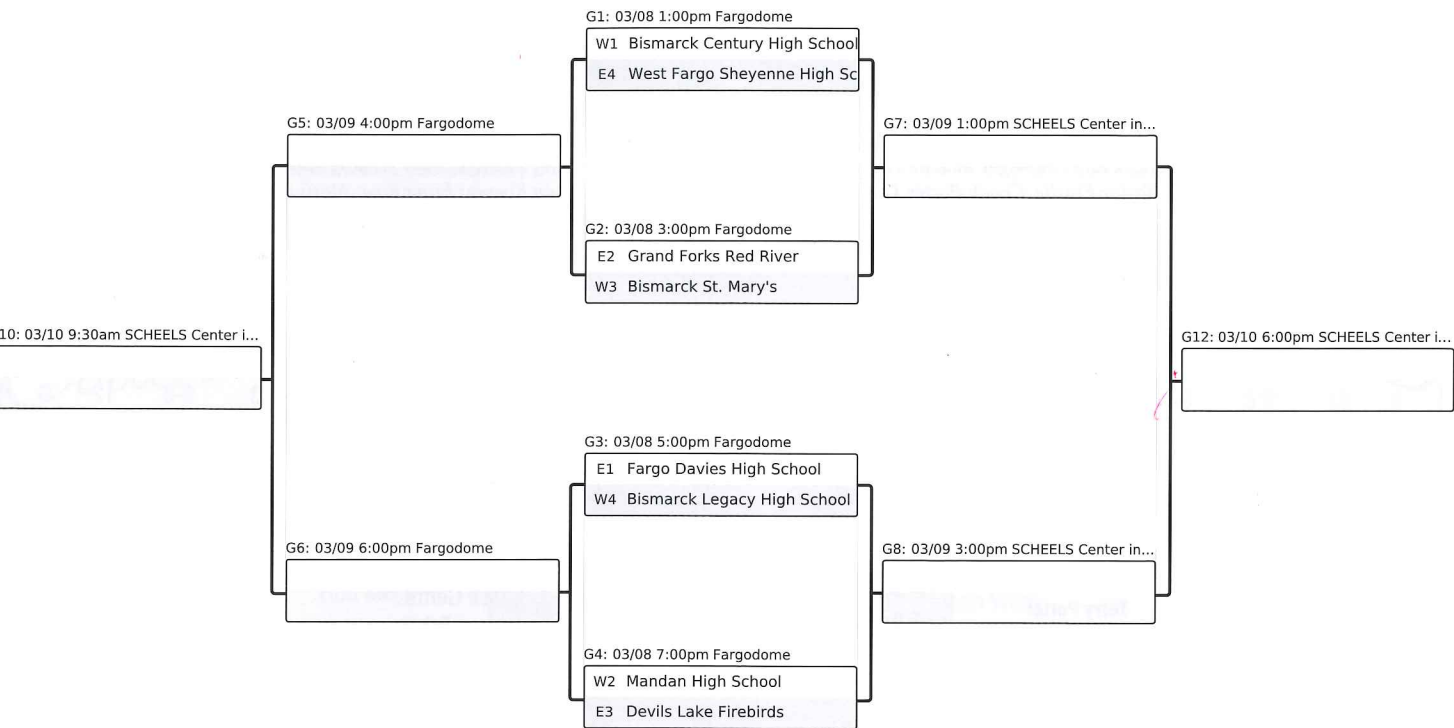 G1: 03/08 1:00pm Fargodome
W1 Bismarck Century High School
E4 West Fargo Sheyenne High Sc
G5: 03/09 4:00pm Fargodome
G7: 03/09 1:00pm SCHEELS Center in...
G2: 03/08 3:00pm Fargodome
E2 Grand Forks Red River
W3 Bismarck St. Mary's
10: 03/10 9:30am SCHEELS Center i...
G12: 03/10 6:00pm SCHEELS Center i...
G3: 03/08 5:00pm Fargodome
E1 Fargo Davies High School
W4 Bismarck Legacy High School
G6: 03/09 6:00pm Fargodome
G8: 03/09 3:00pm SCHEELS Center in...
G4: 03/08 7:00pm Fargodome
W2 Mandan High School
E3 Devils Lake Firebirds